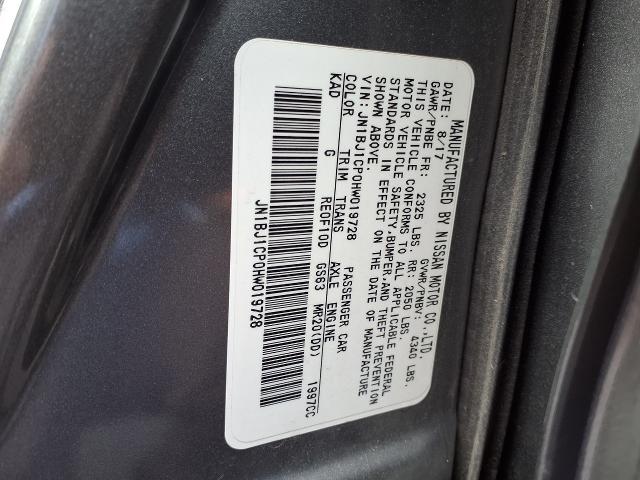 MANUFACTURED BY NISSAN MOTOR CO.,LTD.
DATE: 8/17 GVWR/PNBV: 4340 LBS.
GAWR/PNBE FR: 2325 LBS. RR: 2050 LBS.
THIS VEHICLE CONFORMS TO ALL APPLICABLE FEDERAL
MOTOR VEHICLE SAFETY,BUMPER,AND THEFT PREVENTION
STANDARDS IN EFFECT ON THE DATE OF MANUFACTURE
SHOWN ABOVE.
VIN:JN1BJ1CP0HW019728 PASSENGER CAR
COLOR TRIM TRANS AXLE ENGINE
KAD G RE0F10D GS63 MR20(DD) 1997CC
JN1BJ1CP0HW019728